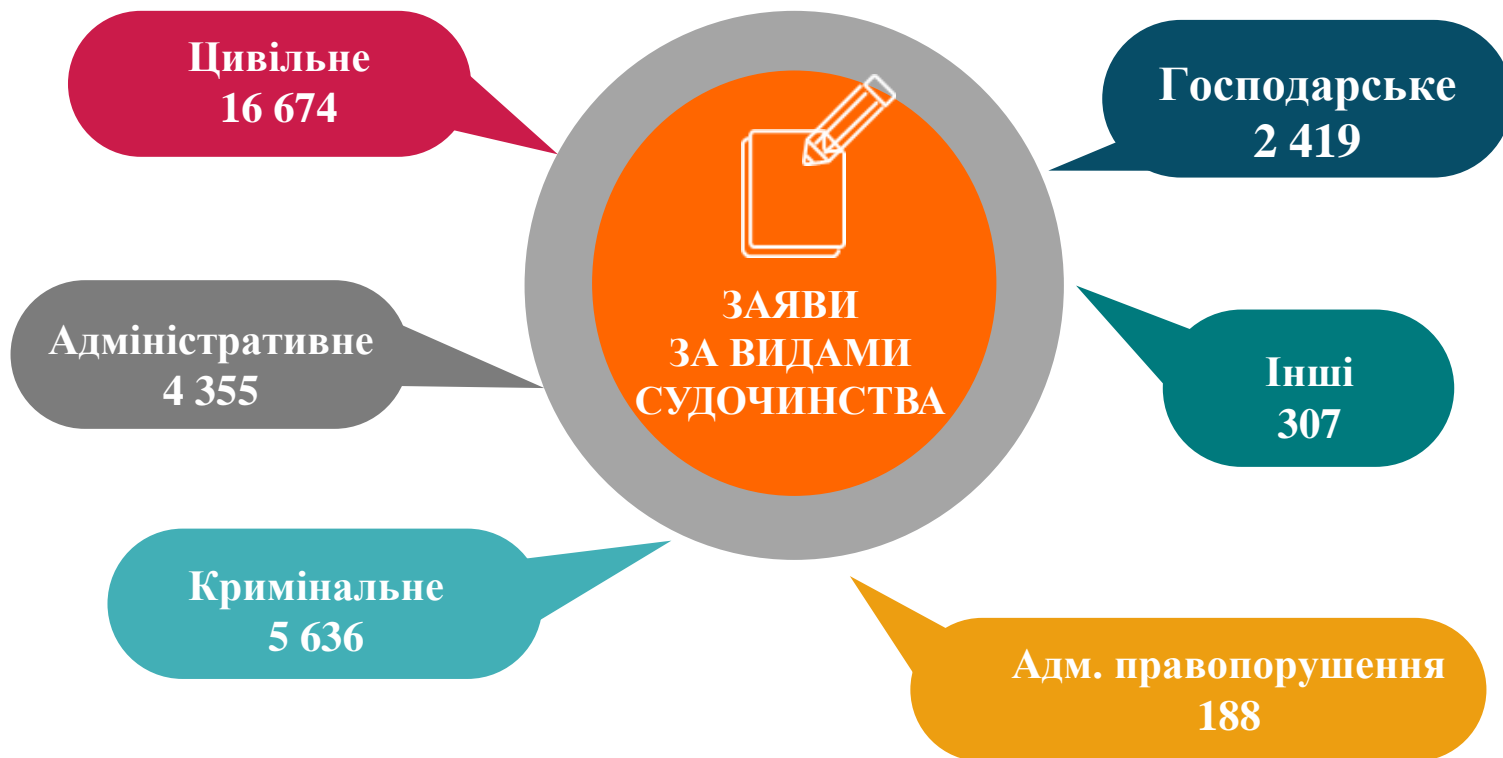 Цивільне
16 674
Господарське
2 419
ЗАЯВИ
ЗА ВИДАМИ
СУДОЧИНСТВА
Адміністративне
4 355
Інші
307
Кримінальне
5 636
Адм. правопорушення
188